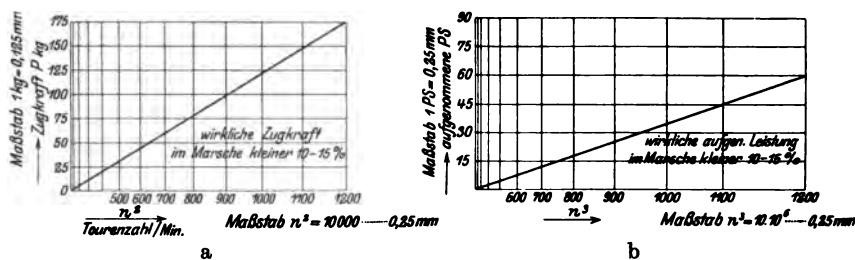 Maßstab 1 kg = 0,125 mm
Zugkraft P kg
175
150
125
100
75
50
25
0
wirkliche Zugkraft
im Marsche kleiner 10-15%
500 600 700 800 900 1000 1100 1200
n²
Tourenzahl/Min.
Maßstab n² = 10000 ······ 0,25 mm
a
Maßstab 1 PS = 0,25 mm
aufgenommene PS
90
75
60
45
30
15
wirkliche aufgen. Leistung
im Marsche kleiner 10-15%
600 700 800 900 1000 1100 1200
n³
Maßstab n³ = 10.10⁶ ······ 0,25 mm
b